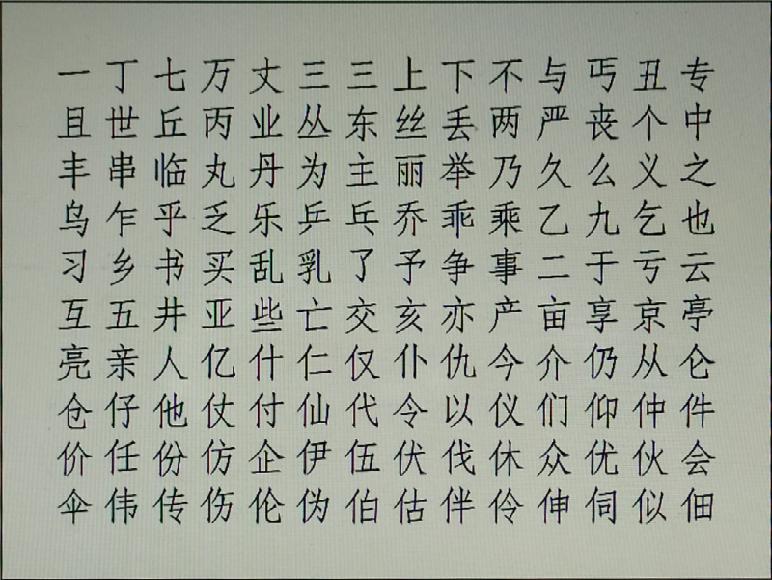 一丁七万丈三三上下不与丐丑专
且世丘丙业丛东丝丢两严丧个中
丰串临丸丹为主丽举乃久么义之
乌乍乎乏乐乒乓乔乖乘乙九乞也
习乡书买乱乳了予争事二于亏云
互五井亚些亡交亥亦产亩享京亭
亮亲人亿什仁仅仆仇今介仍从仑
仓仔他仗付仙代令以仪们仰仲件
价任份仿企伊伍伏伐休众优伙会
伞伟传伤伦伪伯估伴伶伸伺似佃